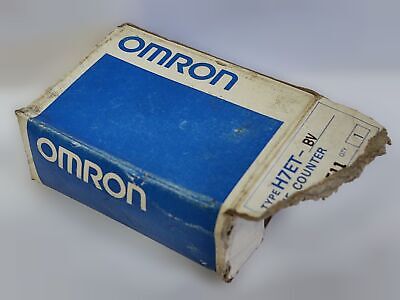 OMRON
OMRON
TYPE H7ET-BV
COUNTER
QTY 1